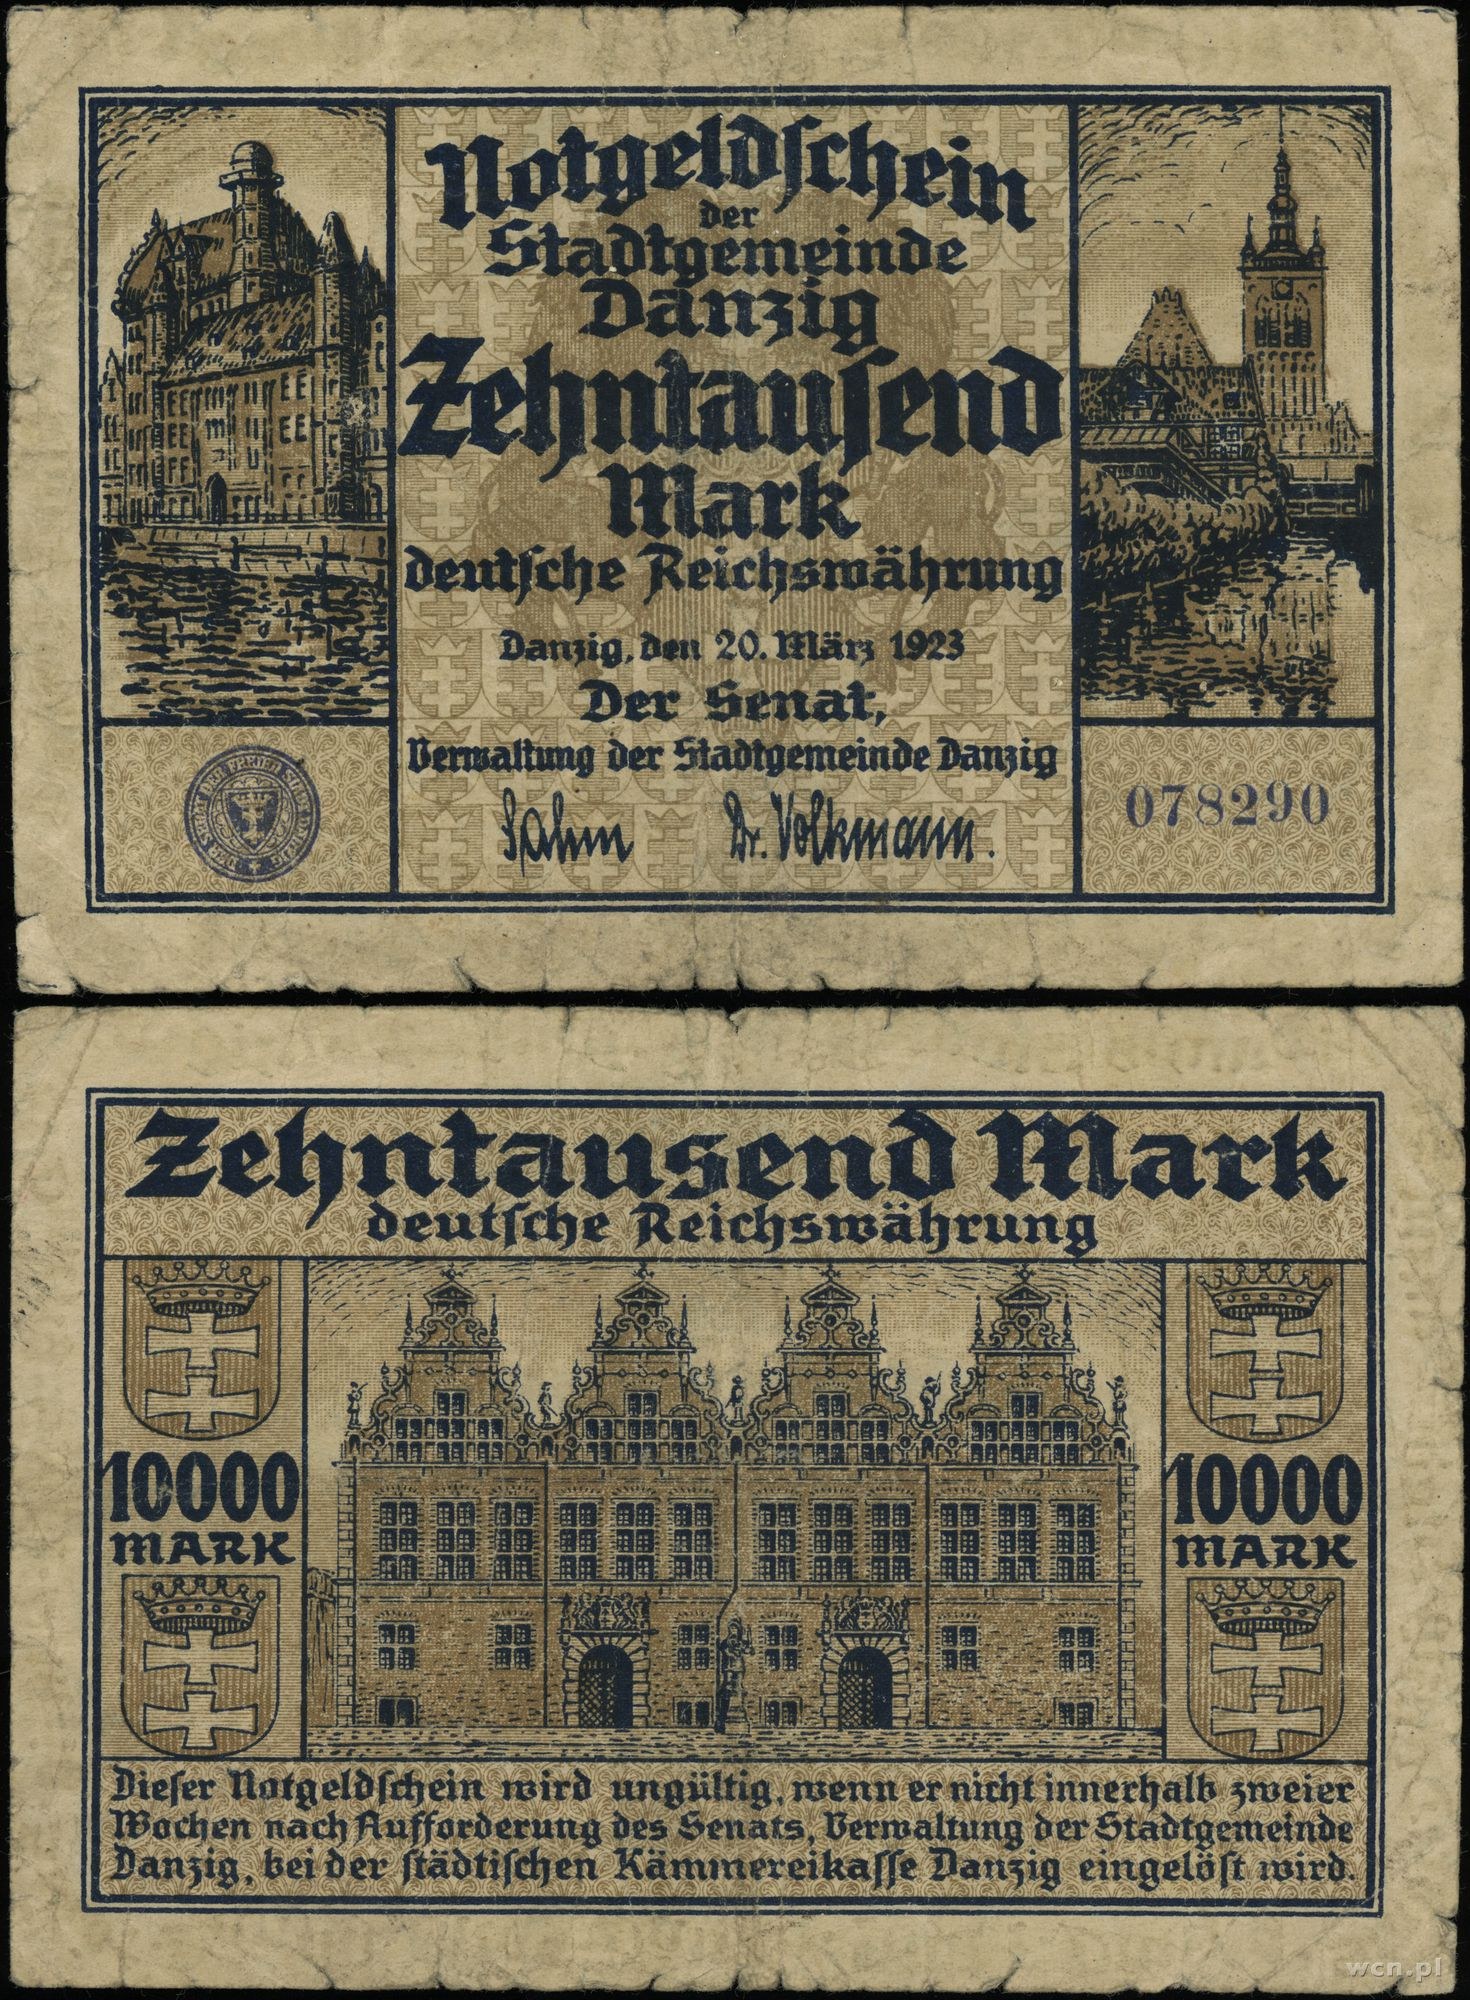 Notgeldschein
der
Stadtgemeinde
Danzig
Zehntausend
Mark
deutsche Reichswährung
Danzig, den 20. März 1923
Der Senat,
Verwaltung der Stadtgemeinde Danzig
Sahm Dr. Volkmann.
078290
Zehntausend Mark
deutsche Reichswährung
10000
MARK
10000
MARK
Dieser Notgeldschein wird ungültig, wenn er nicht innerhalb zweier
Wochen nach Aufforderung des Senats, Verwaltung der Stadtgemeinde
Danzig, bei der städtischen Kämmereikasse Danzig eingelöst wird.
wcn.pl